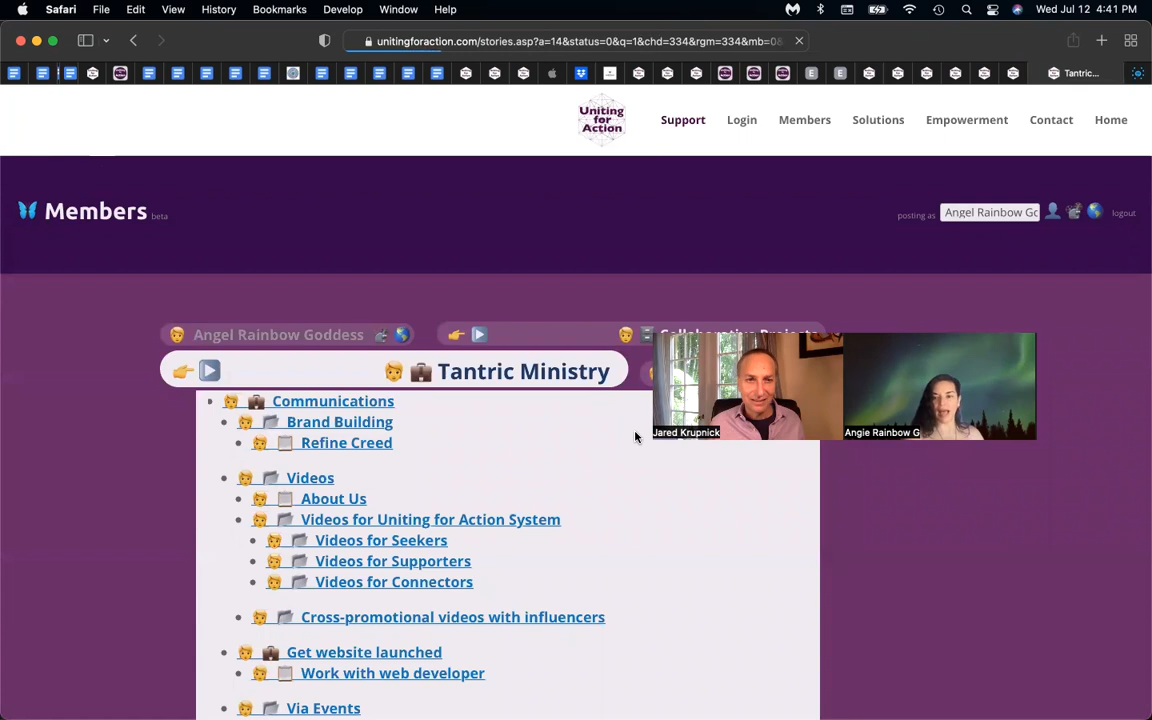 Safari File Edit View History Bookmarks Develop Window Help Wed Jul 12 4:41 PM
unitingforaction.com/stories.asp?a=14&status=0&q=1&chd=334&rgm=334&mb=0
E E Tantric...
Uniting
for
Action
Support Login Members Solutions Empowerment Contact Home
Members beta
posting as Angel Rainbow Go logout
Angel Rainbow Goddess
Collaborative Projects
Tantric Ministry
Communications
Brand Building
Refine Creed
Jared Krupnick
Angie Rainbow G
Videos
About Us
Videos for Uniting for Action System
Videos for Seekers
Videos for Supporters
Videos for Connectors
Cross-promotional videos with influencers
Get website launched
Work with web developer
Via Events